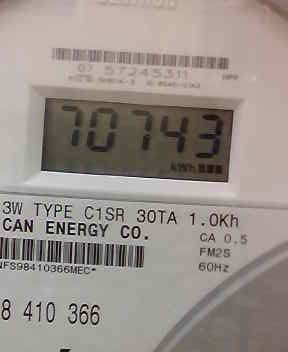 07 57245311
70743
kWh
3W TYPE C1SR 30TA 1.0Kh
CAN ENERGY CO.
CA 0.5
FM2S
60Hz
NFS98410366MEC*
8 410 366